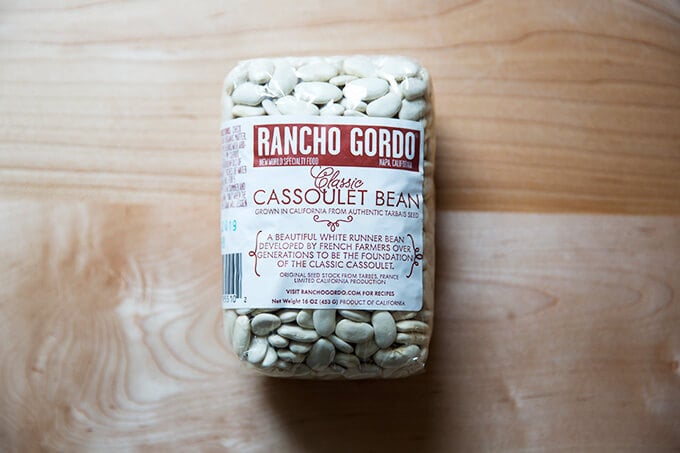 RANCHO GORDO
NEW WORLD SPECIALTY FOOD NAPA, CALIFORNIA
Classic
CASSOULET BEAN
GROWN IN CALIFORNIA FROM AUTHENTIC TARBAIS SEED
A BEAUTIFUL WHITE RUNNER BEAN
DEVELOPED BY FRENCH FARMERS OVER
GENERATIONS TO BE THE FOUNDATION
OF THE CLASSIC CASSOULET.
ORIGINAL SEED STOCK FROM TARBES, FRANCE
LIMITED CALIFORNIA PRODUCTION
VISIT RANCHOGORDO.COM FOR RECIPES
Net Weight 16 OZ (453 G) PRODUCT OF CALIFORNIA